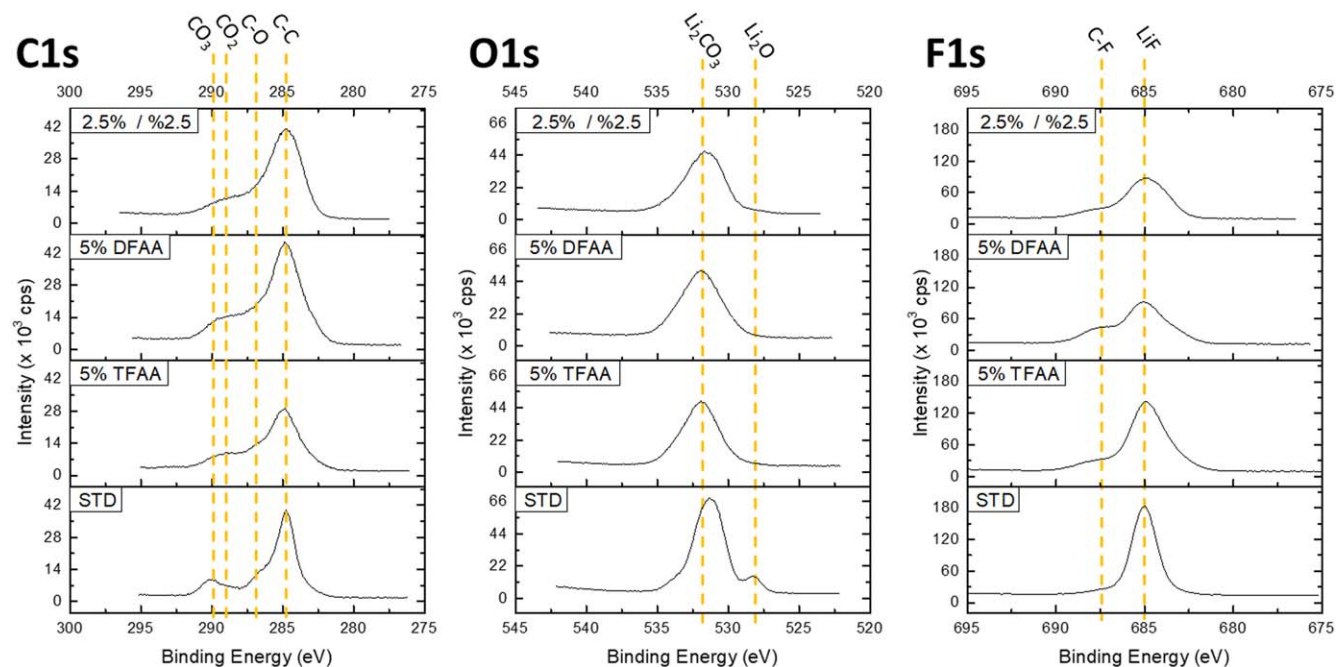 C1s
CO3
CO2
C-O
C-C
300 295 290 285 280 275
2.5% / %2.5
42
28
14
0
5% DFAA
42
28
14
0
5% TFAA
42
28
14
0
STD
42
28
14
0
Intensity (x 10³ cps)
300 295 290 285 280 275
Binding Energy (eV)
O1s
Li₂CO₃
Li₂O
545 540 535 530 525 520
2.5% / %2.5
66
44
22
0
5% DFAA
66
44
22
0
5% TFAA
66
44
22
0
STD
66
44
22
0
Intensity (x 10³ cps)
545 540 535 530 525 520
Binding Energy (eV)
F1s
C-F
LiF
695 690 685 680 675
2.5% / %2.5
180
120
60
0
5% DFAA
180
120
60
0
5% TFAA
180
120
60
0
STD
180
120
60
0
Intensity (x 10³ cps)
695 690 685 680 675
Binding Energy (eV)